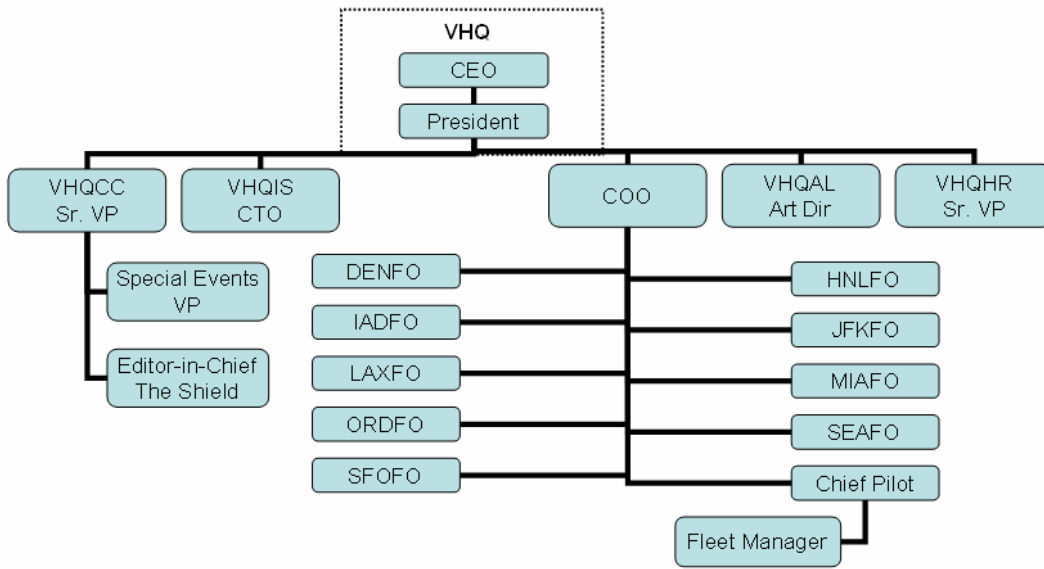 VHQ
CEO
President
VHQCC
Sr. VP
VHQIS
CTO
COO
VHQAL
Art Dir
VHQHR
Sr. VP
Special Events
VP
Editor-in-Chief
The Shield
DENFO
IADFO
LAXFO
ORDFO
SFOFO
HNLFO
JFKFO
MIAFO
SEAFO
Chief Pilot
Fleet Manager